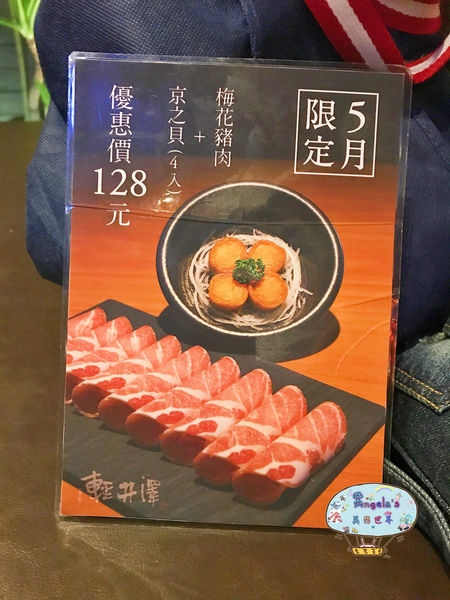 5月
限定
梅花豬肉
+
京之貝(4入)
優惠價
128
元
輕井澤
Angela's